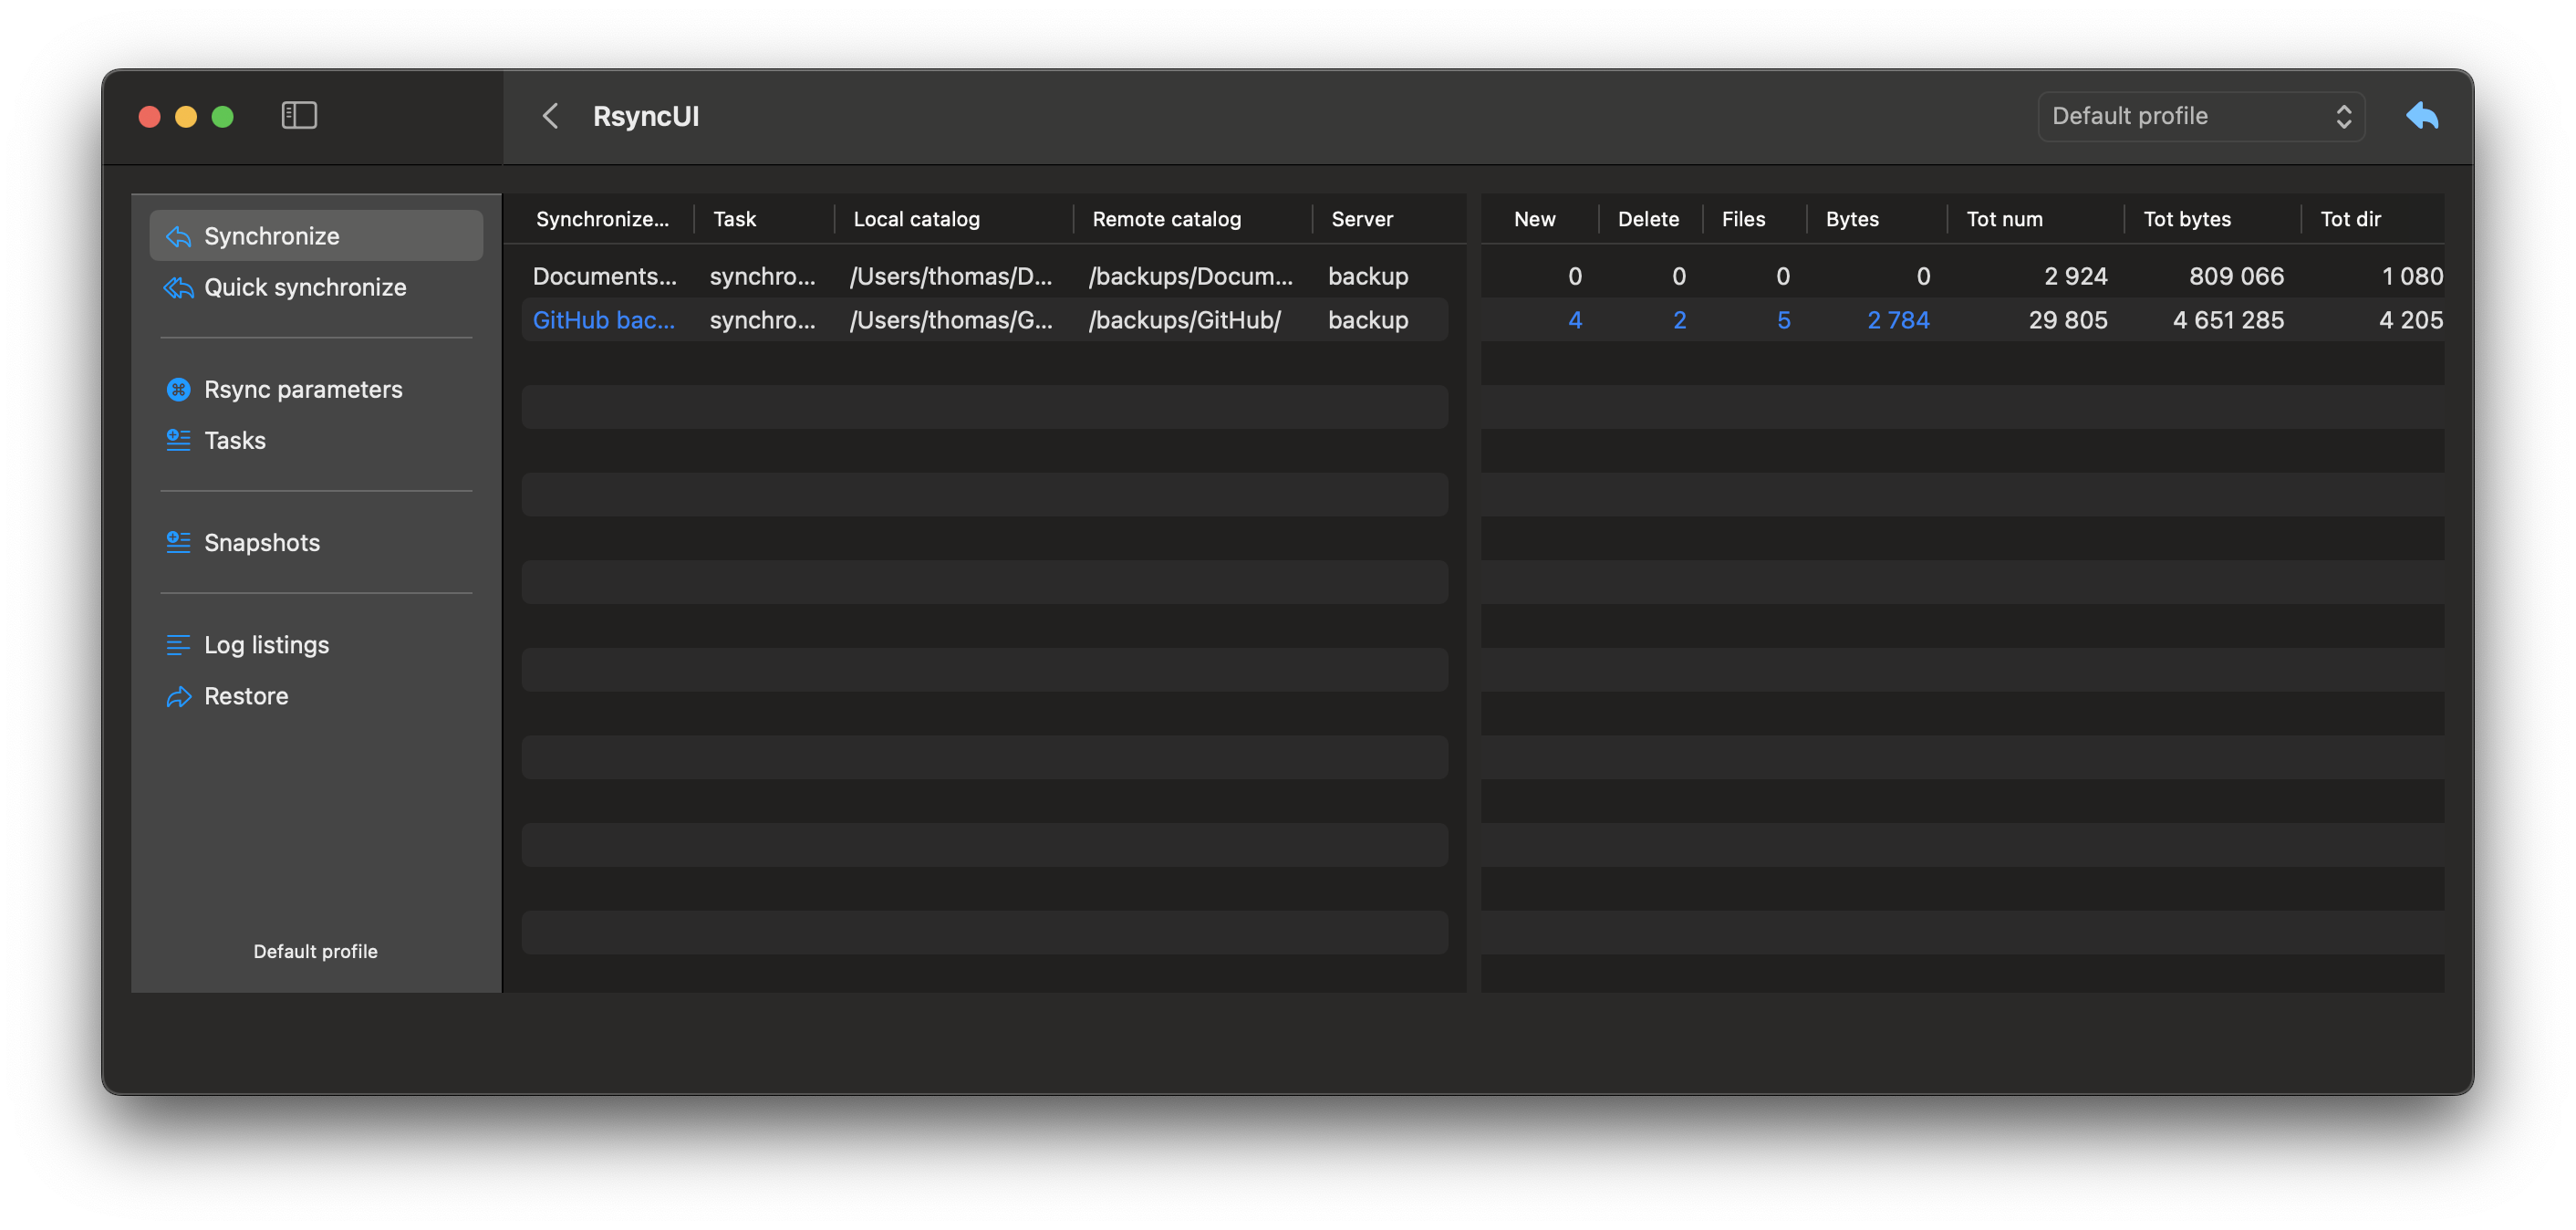 RsyncUI
Default profile
Synchronize
Quick synchronize
Rsync parameters
Tasks
Snapshots
Log listings
Restore
Default profile
Synchronize... Task Local catalog Remote catalog Server
Documents... synchro... /Users/thomas/D... /backups/Docum... backup
GitHub bac... synchro... /Users/thomas/G... /backups/GitHub/ backup
New Delete Files Bytes Tot num Tot bytes Tot dir
0 0 0 0 2 924 809 066 1 080
4 2 5 2 784 29 805 4 651 285 4 205